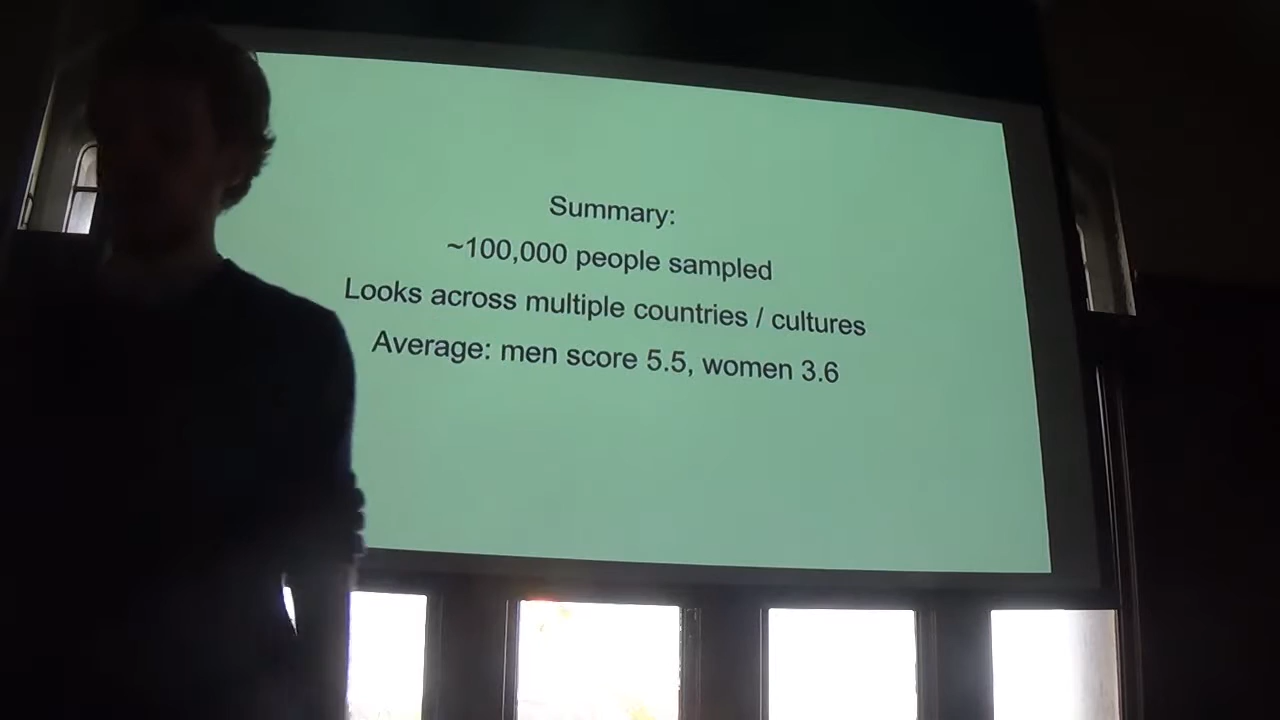 Summary:
~100,000 people sampled
Looks across multiple countries / cultures
Average: men score 5.5, women 3.6